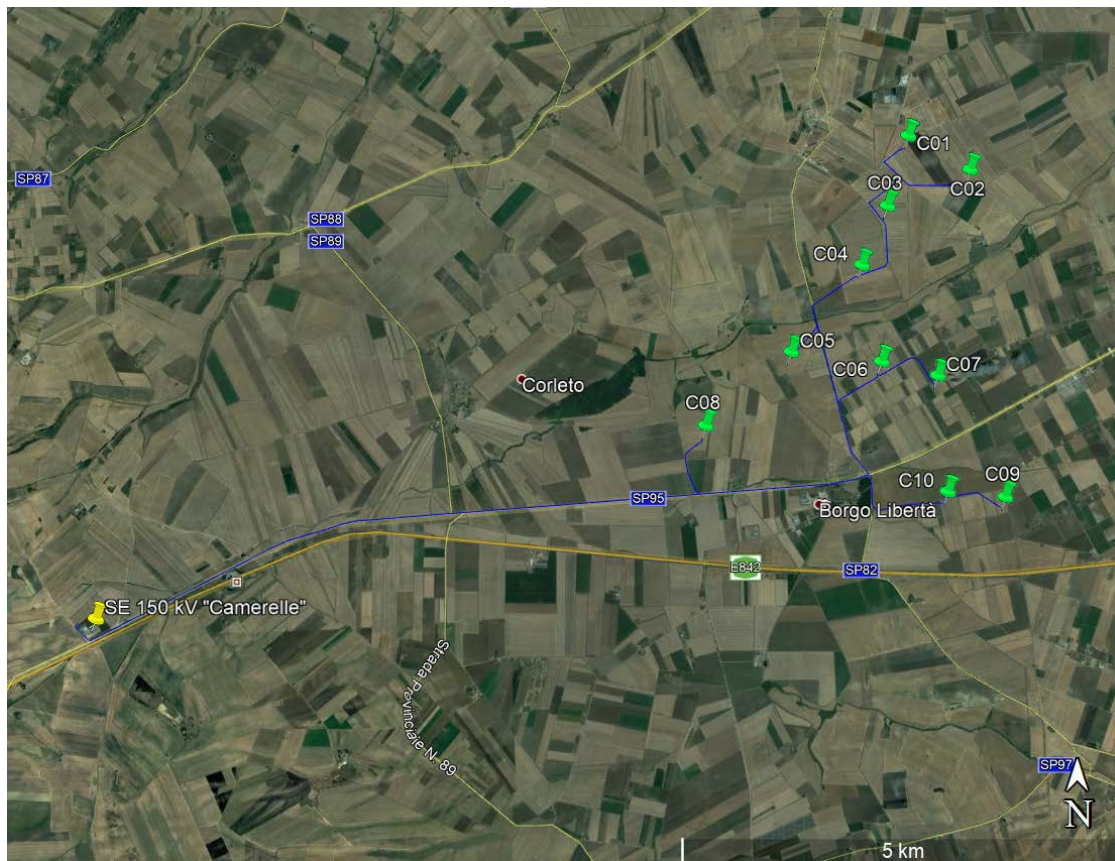 C01
C02
SP87
C03
SP88
SP89
C04
C05
C06
C07
Corleto
C08
C10
C09
SP95
Borgo Libertà
E842
SP82
SE 150 kV "Camerelle"
Strada Provinciale N. 89
SP97
N
5 km